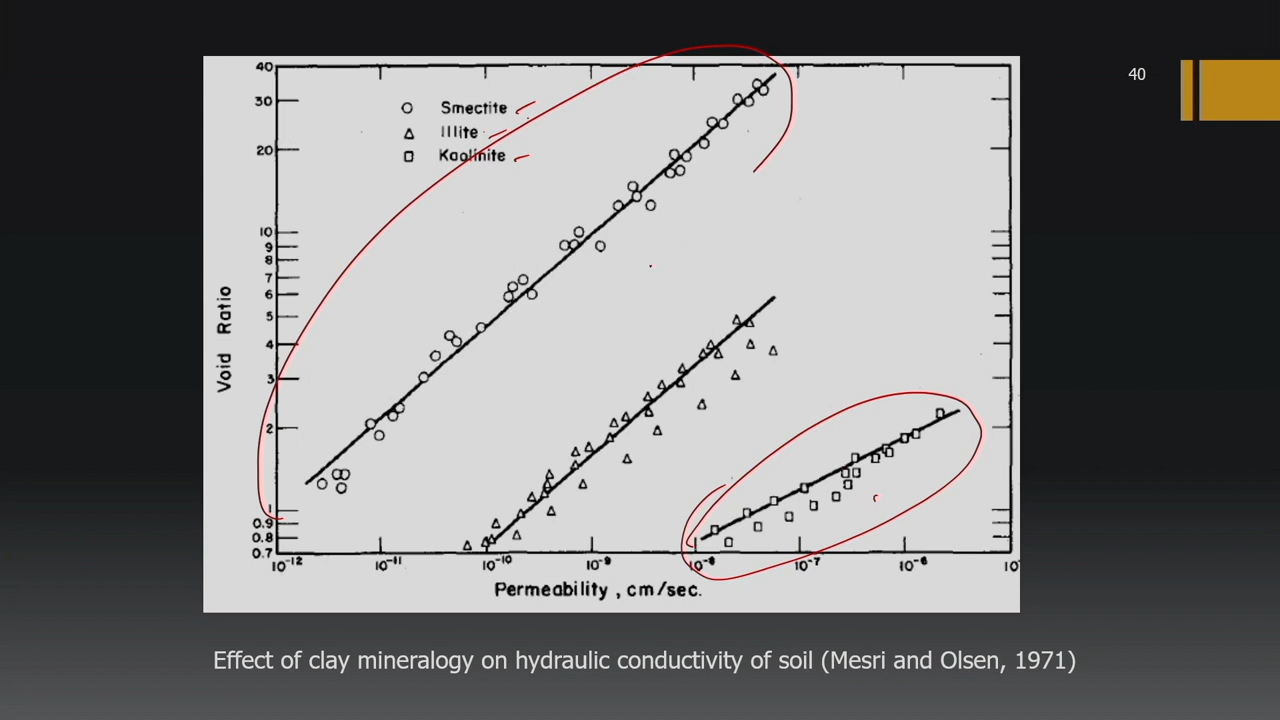 40
40
30
20
10
9
8
7
6
5
4
3
2
1
0.9
0.8
0.7
Void Ratio
Smectite
Illite
Kaolinite
10-12 10-11 10-10 10-9 10-8 10-7 10-6 10
Permeability , cm/sec.
Effect of clay mineralogy on hydraulic conductivity of soil (Mesri and Olsen, 1971)